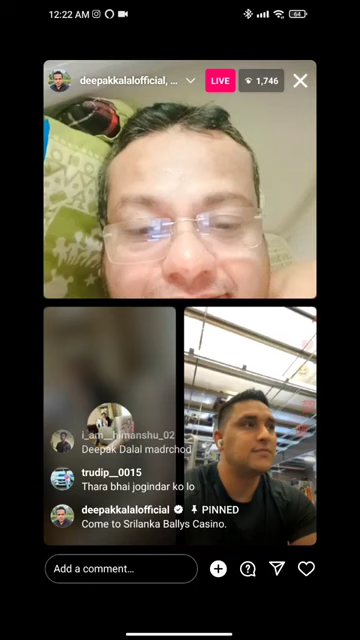 12:22 AM
64
deepakkalalofficial, ...
LIVE
1,746
i_am__himanshu_02
Deepak Dalal madrchod
trudip__0015
Thara bhai jogindar ko lo
deepakkalalofficial PINNED
Come to Srilanka Ballys Casino.
Add a comment...